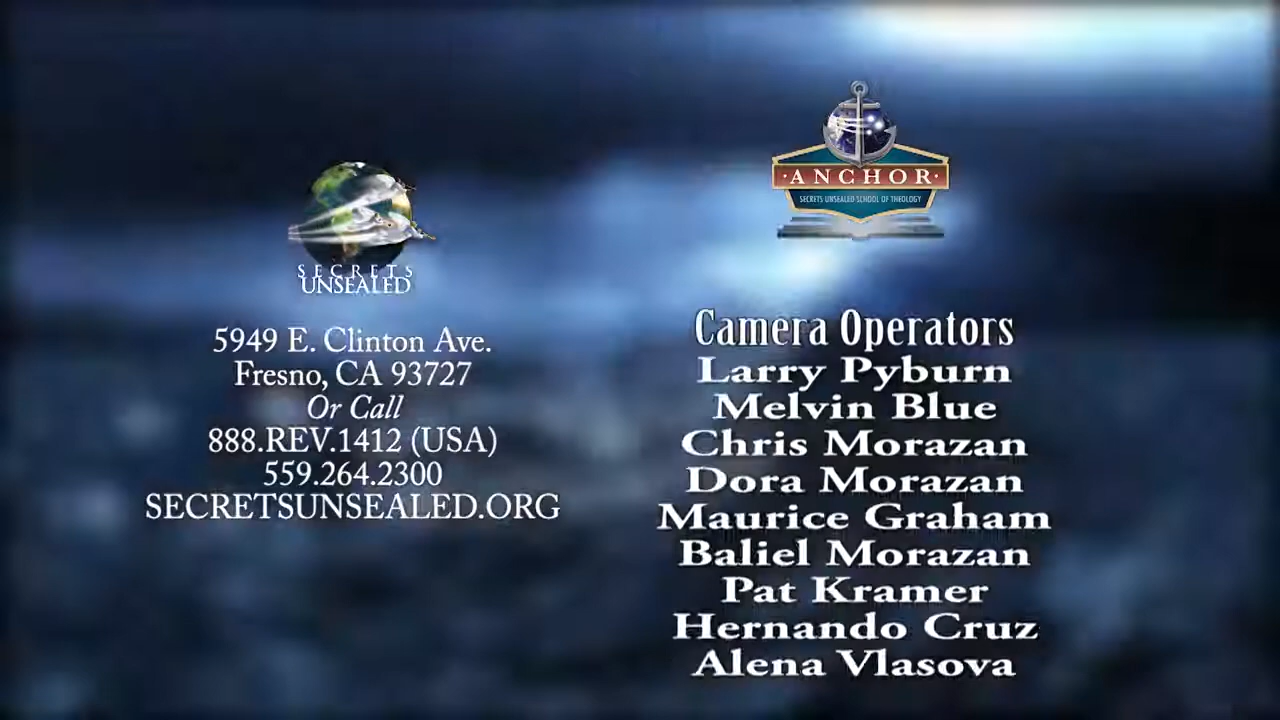 SECRETS
UNSEALED
5949 E. Clinton Ave.
Fresno, CA 93727
Or Call
888.REV.1412 (USA)
559.264.2300
SECRETSUNSEALED.ORG
·ANCHOR·
SECRETS UNSEALED SCHOOL OF THEOLOGY
Camera Operators
Larry Pyburn
Melvin Blue
Chris Morazan
Dora Morazan
Maurice Graham
Baliel Morazan
Pat Kramer
Hernando Cruz
Alena Vlasova